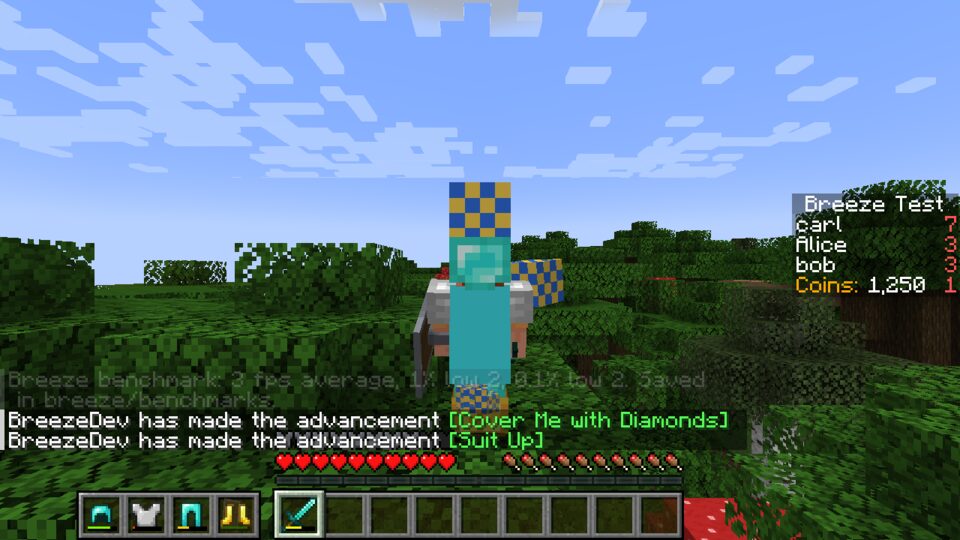 Breeze Test
carl 7
Alice 3
bob 3
Coins: 1,250 1
Breeze benchmark: 3 fps average, 1% low 2, 0.1% low 2. Saved
in breeze/benchmarks
BreezeDev has made the advancement [Cover Me with Diamonds]
BreezeDev has made the advancement [Suit Up]